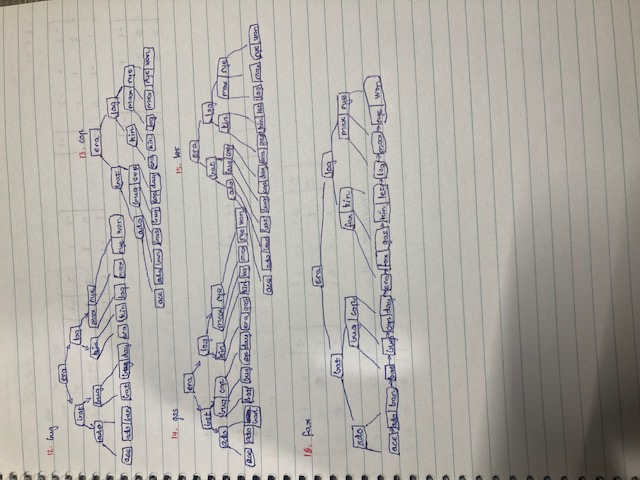 12. bug
era
bat log
ado bug kin max rye
ace ado ban bat bug day era kin log max rye won
13. cap
era
bat log
ado bug cap kin max rye
ace ado ban bat bug cap day era kin log max rye won
14. gas
era
bat log
ado bug cap kin max rye
ace ado ban bat bug cap day era gas kin log max rye won
15. let
era
bat log
ado bug cap kin max rye
ace ado ban bat bug cap day era gas kin let log max rye won
16. fax
era
bat log
ado bug cap fax kin max rye
ace ado ban bat bug cap day era fax gas kin let log max rye won